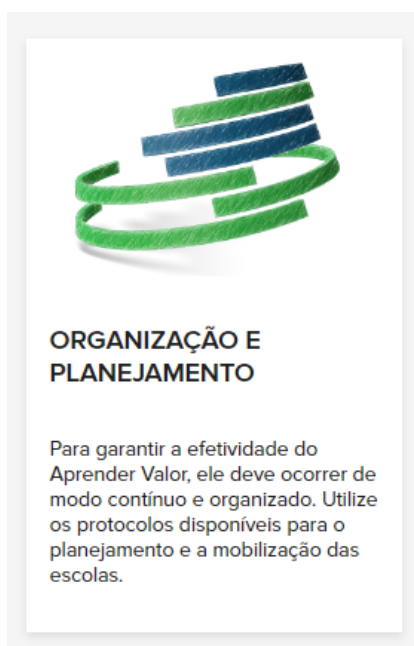 ORGANIZAÇÃO E
PLANEJAMENTO
Para garantir a efetividade do
Aprender Valor, ele deve ocorrer de
modo contínuo e organizado. Utilize
os protocolos disponíveis para o
planejamento e a mobilização das
escolas.